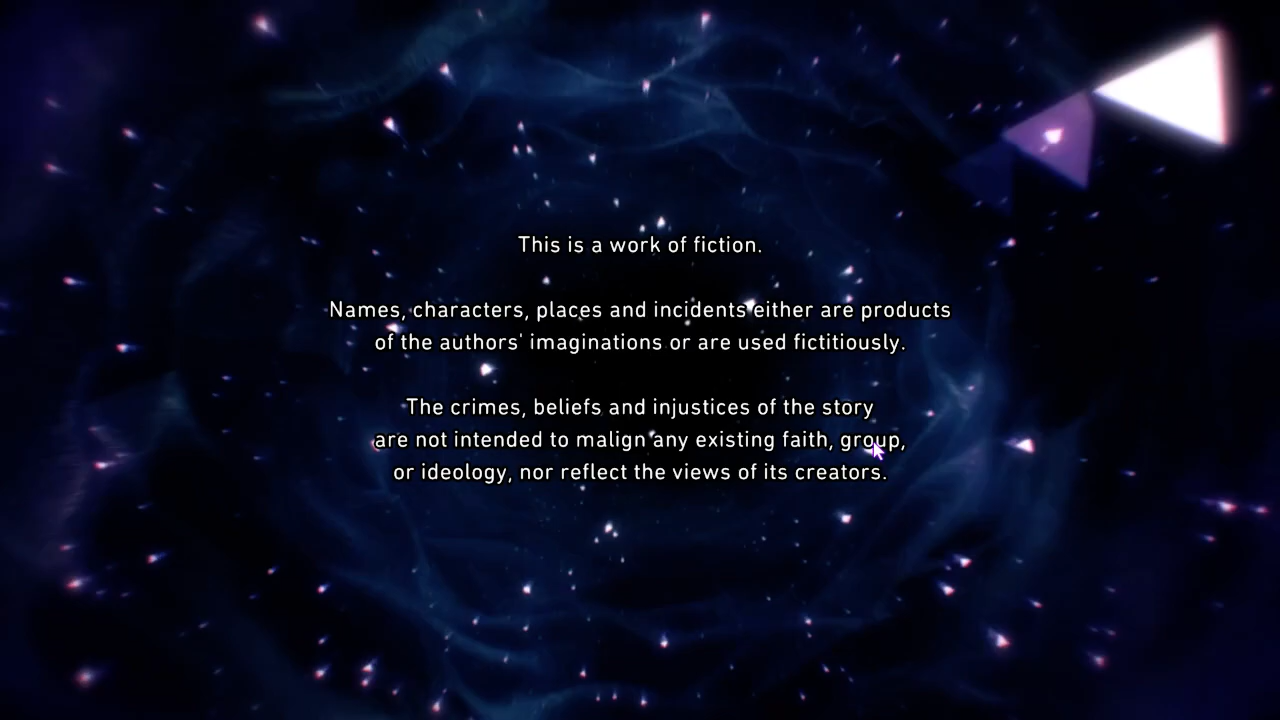 This is a work of fiction.
Names, characters, places and incidents either are products
of the authors' imaginations or are used fictitiously.
The crimes, beliefs and injustices of the story
are not intended to malign any existing faith, group,
or ideology, nor reflect the views of its creators.